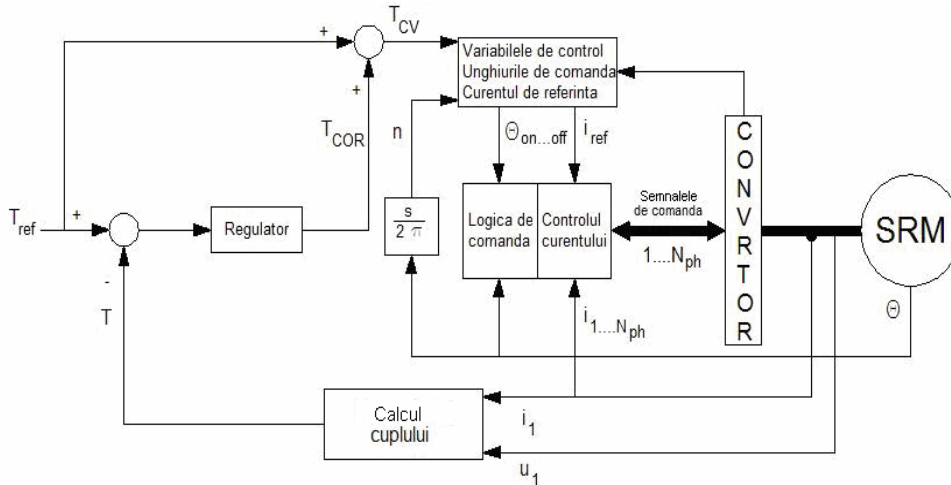 T_CV
+
Variabilele de control
Unghiurile de comanda
Curentul de referinta
+
T_COR
n
Θ_on...off
i_ref
CONVRTOR
s
2 π
Logica de
comanda
Controlul
curentului
Semnalele
de comanda
1....N_ph
SRM
T_ref
+
Regulator
-
T
i_1....N_ph
Θ
Calcul
cuplului
i_1
u_1